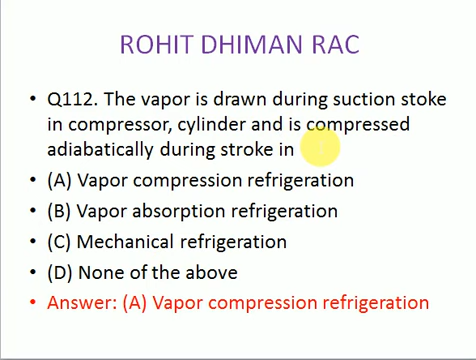 ROHIT DHIMAN RAC
• Q112. The vapor is drawn during suction stoke
in compressor, cylinder and is compressed
adiabatically during stroke in
• (A) Vapor compression refrigeration
• (B) Vapor absorption refrigeration
• (C) Mechanical refrigeration
• (D) None of the above
• Answer: (A) Vapor compression refrigeration